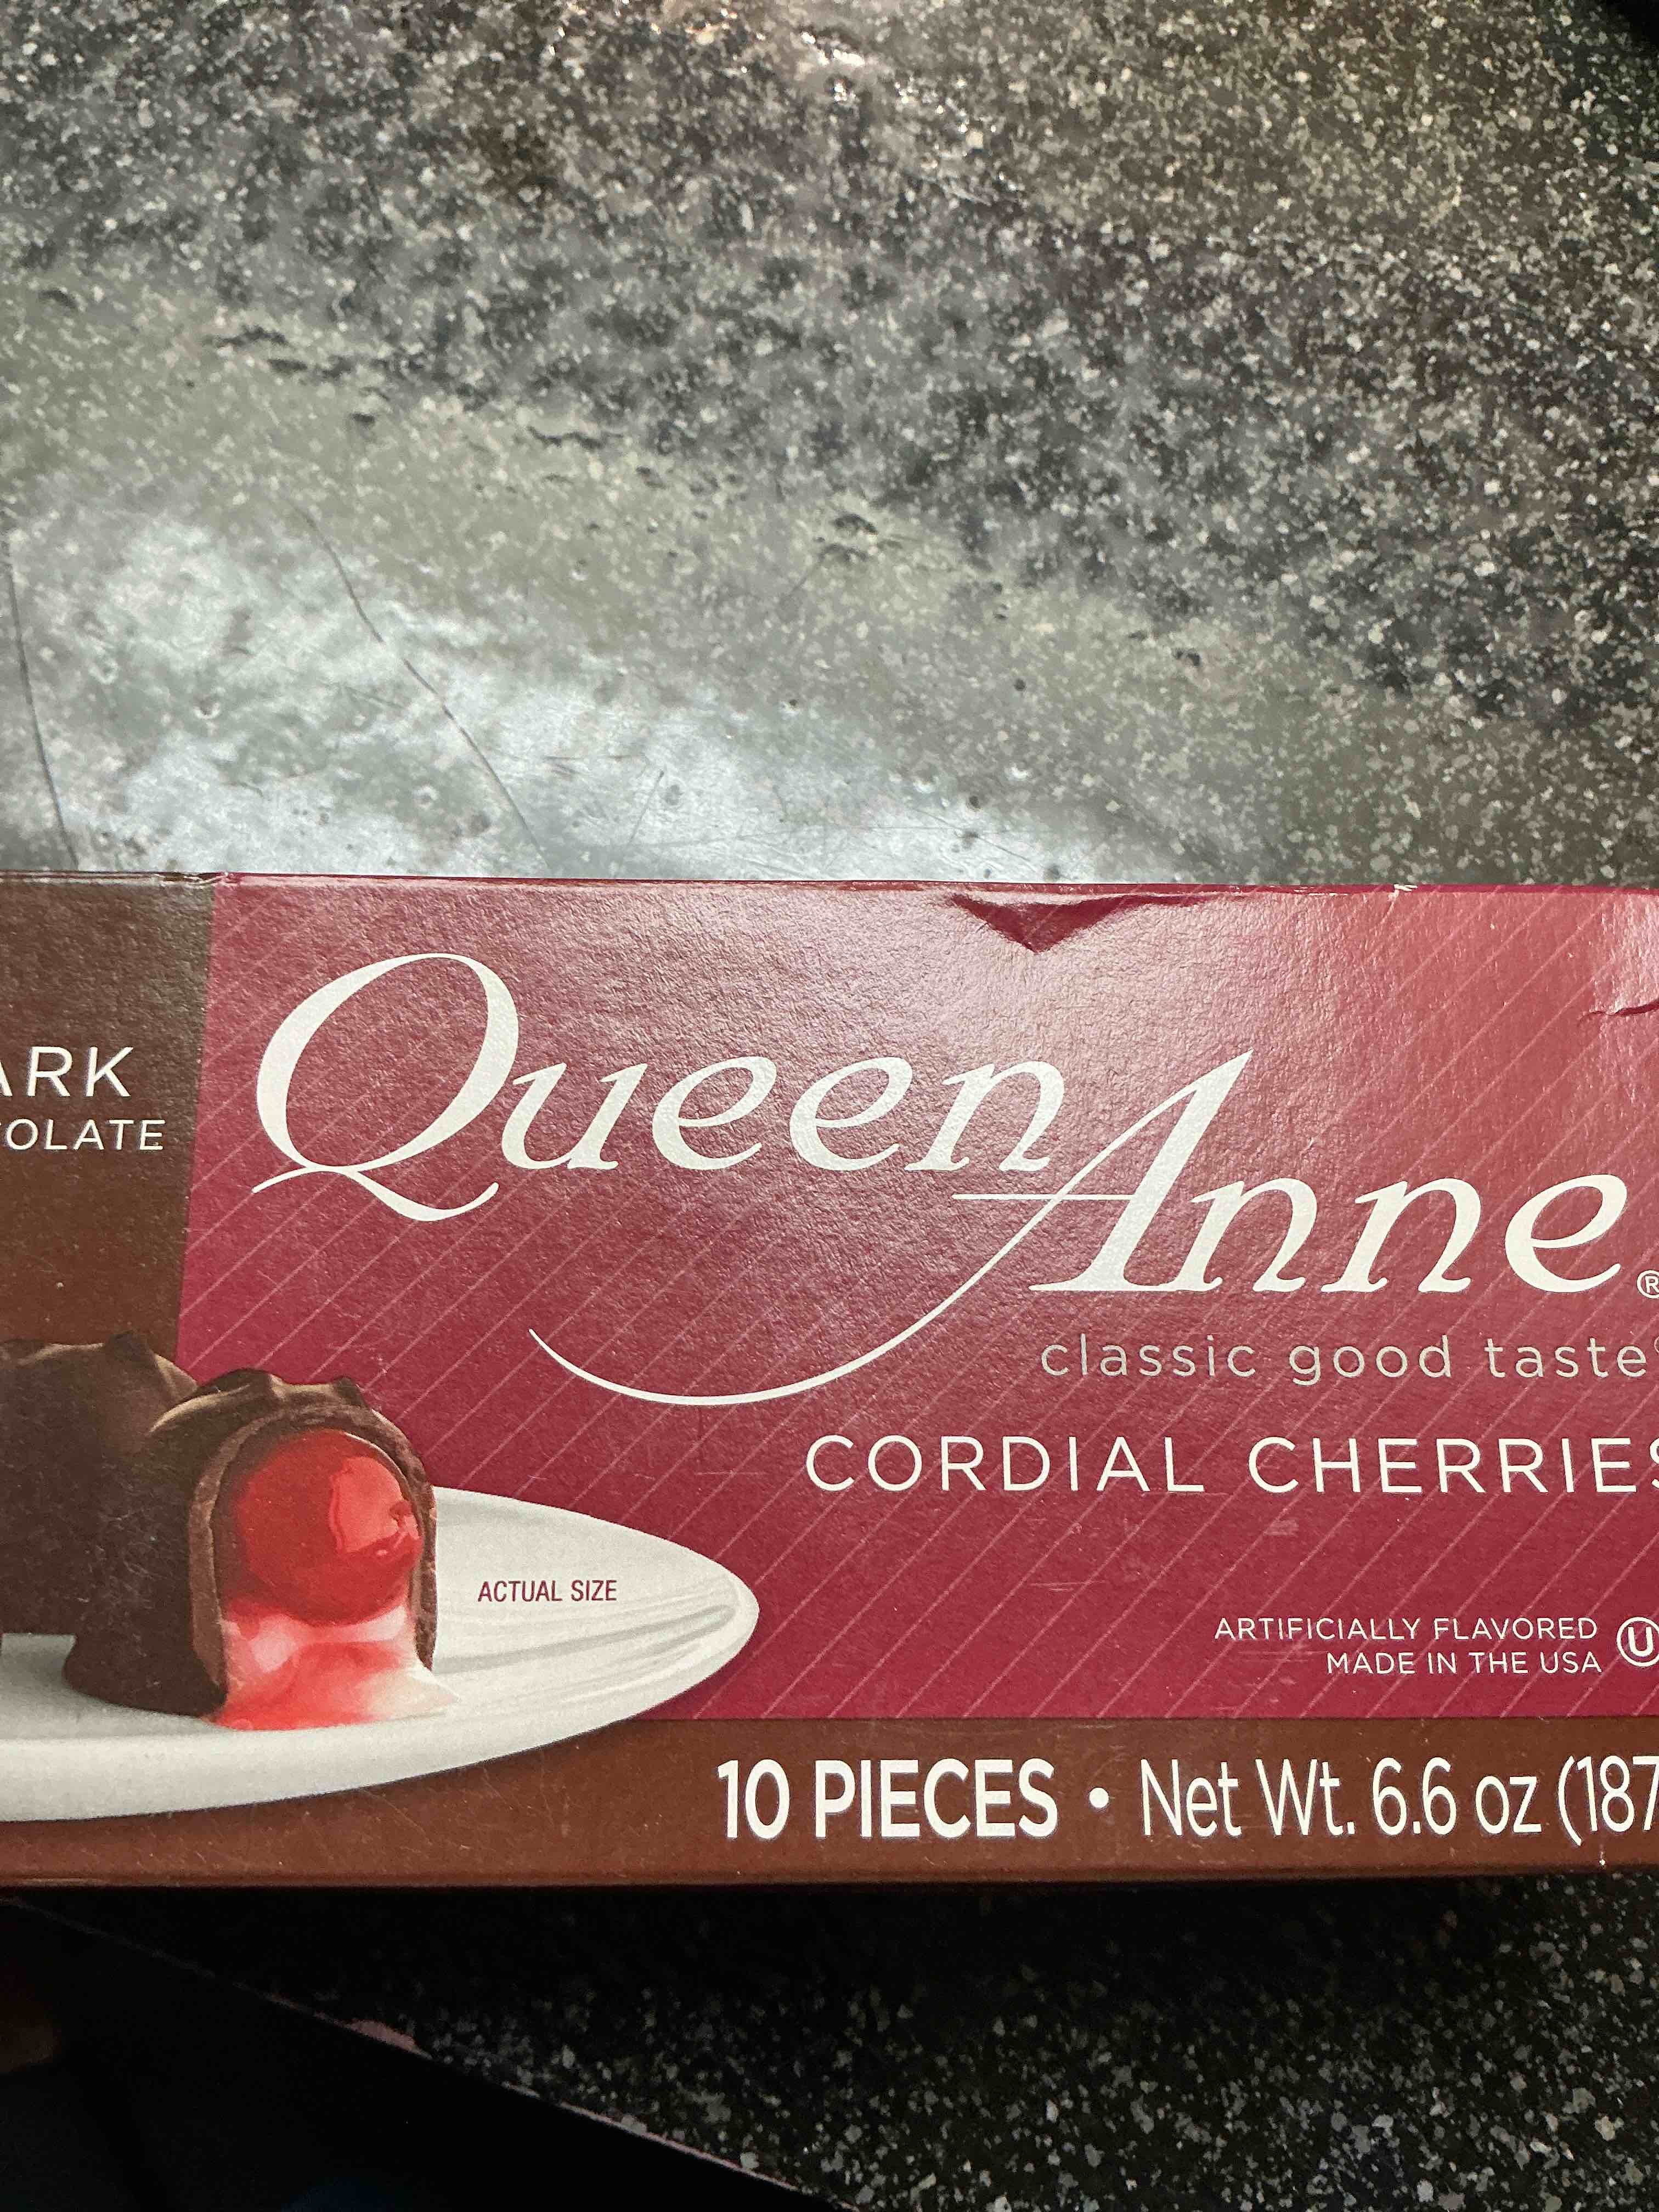 ARK
OLATE
Queen Anne®
classic good taste
CORDIAL CHERRIES
ACTUAL SIZE
ARTIFICIALLY FLAVORED
MADE IN THE USA
U
10 PIECES • Net Wt. 6.6 oz (187